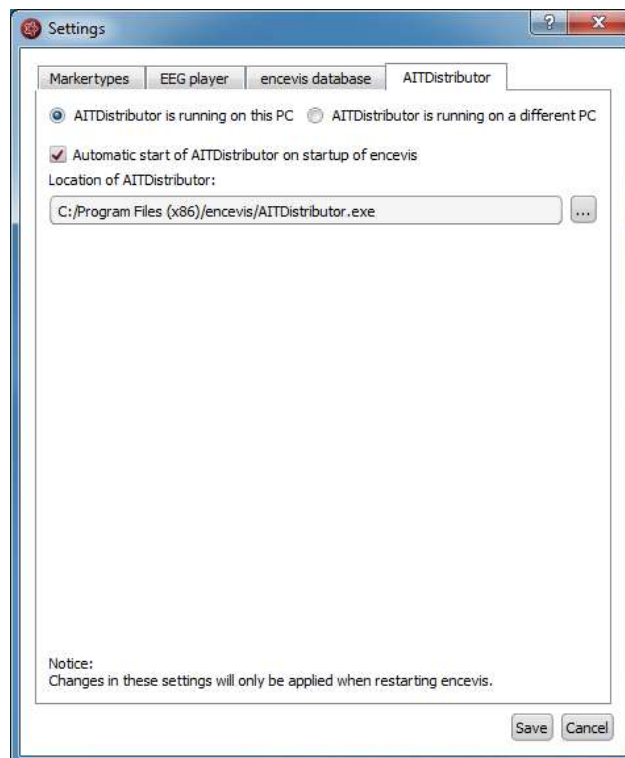 Settings
?
X
Markertypes
EEG player
encevis database
AITDistributor
AITDistributor is running on this PC
AITDistributor is running on a different PC
Automatic start of AITDistributor on startup of encevis
Location of AITDistributor:
C:/Program Files (x86)/encevis/AITDistributor.exe
...
Notice:
Changes in these settings will only be applied when restarting encevis.
Save
Cancel